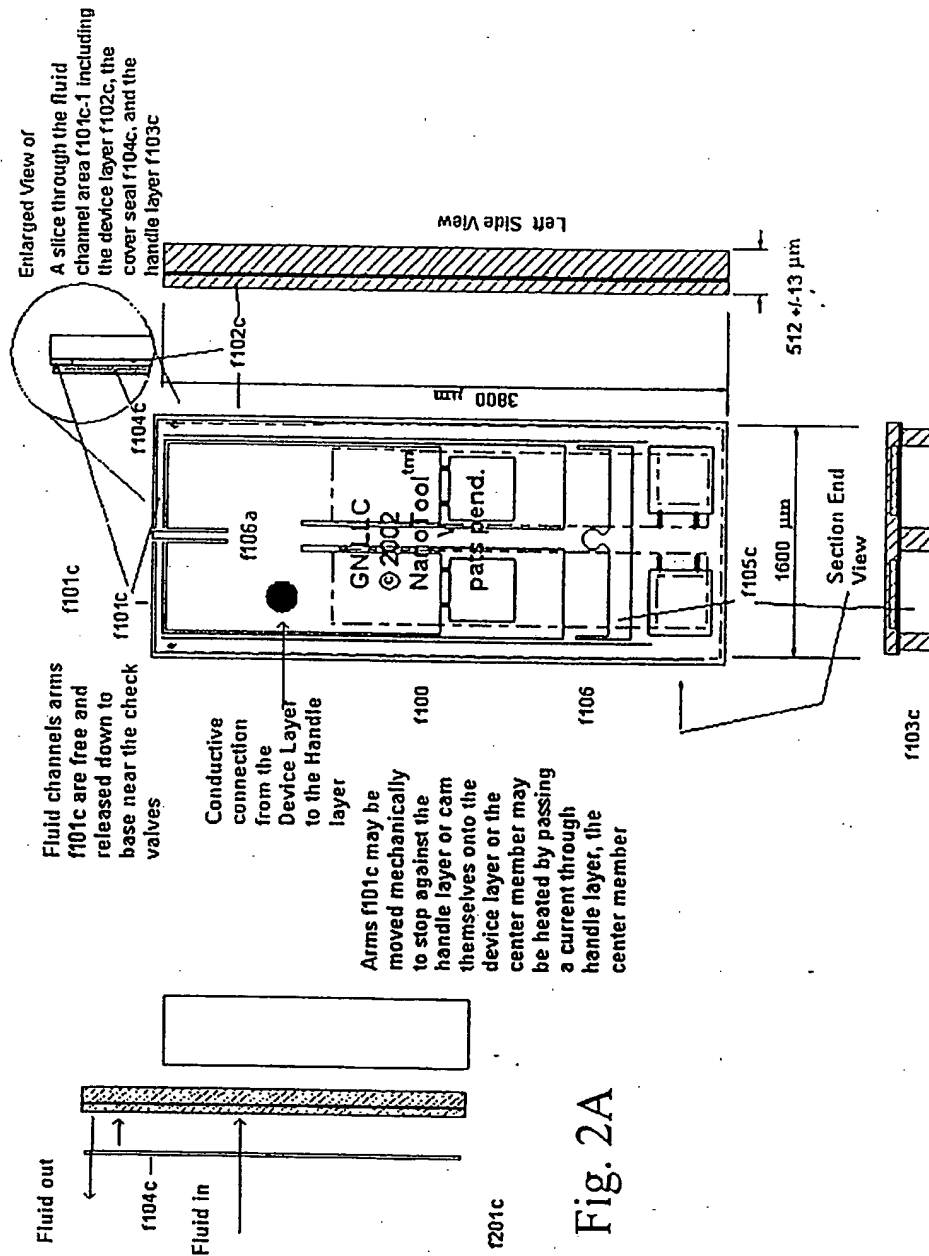 Enlarged View of
A slice through the fluid
channel area f101c-1 including
the device layer f102c, the
cover seal f104c, and the
handle layer f103c
f101c
f101c
f104c
f102c
Fluid channels arms
f101c are free and
released down to
base near the check
valves
Conductive
connection
from the
Device Layer
to the Handle
layer
f106a
GN LLC
©2002
NanoTool tm
pats pend.
3800 µm
Left Side View
512 +/-13 µm
f100
f106
1600 µm
f105c
Section End
View
f103c
Arms f101c may be
moved mechanically
to stop against the
handle layer or cam
themselves onto the
device layer or the
center member may
be heated by passing
a current through
handle layer, the
center member
Fluid out
f104c
Fluid in
f201c
Fig. 2A